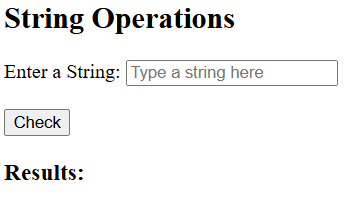 String Operations
Enter a String: Type a string here
Check
Results: